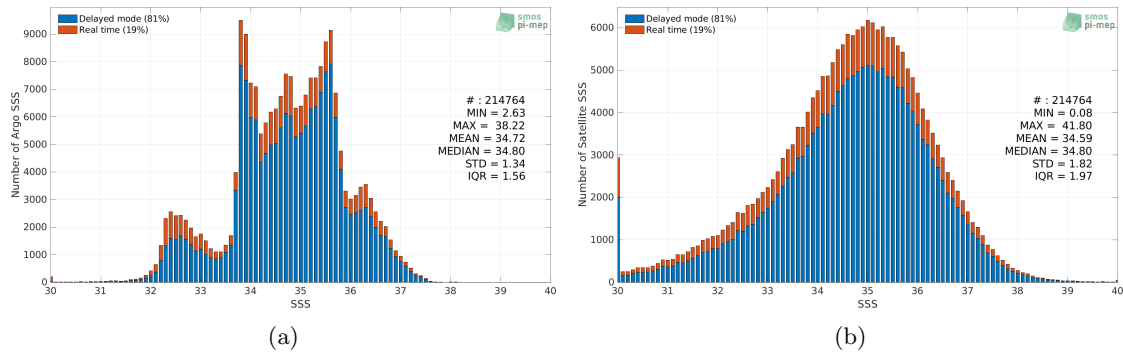 Delayed mode (81%)
Real time (19%)
smos
pi-mep
Number of Argo SSS
9000
8000
7000
6000
5000
4000
3000
2000
1000
0
# : 214764
MIN = 2.63
MAX = 38.22
MEAN = 34.72
MEDIAN = 34.80
STD = 1.34
IQR = 1.56
30 31 32 33 34 35 36 37 38 39 40
SSS
(a)
Delayed mode (81%)
Real time (19%)
smos
pi-mep
Number of Satellite SSS
6000
5000
4000
3000
2000
1000
0
# : 214764
MIN = 0.08
MAX = 41.80
MEAN = 34.59
MEDIAN = 34.80
STD = 1.82
IQR = 1.97
30 31 32 33 34 35 36 37 38 39 40
SSS
(b)